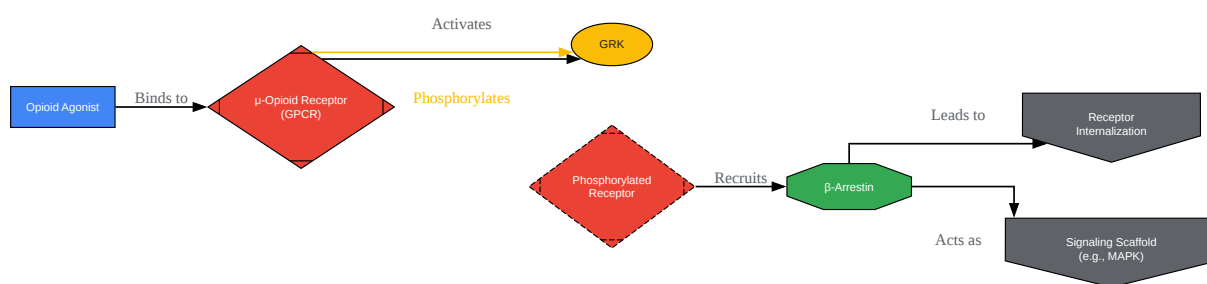 Activates
GRK
Opioid Agonist
Binds to
μ-Opioid Receptor
(GPCR)
Phosphorylates
Phosphorylated
Receptor
Recruits
β-Arrestin
Leads to
Receptor
Internalization
Acts as
Signaling Scaffold
(e.g., MAPK)